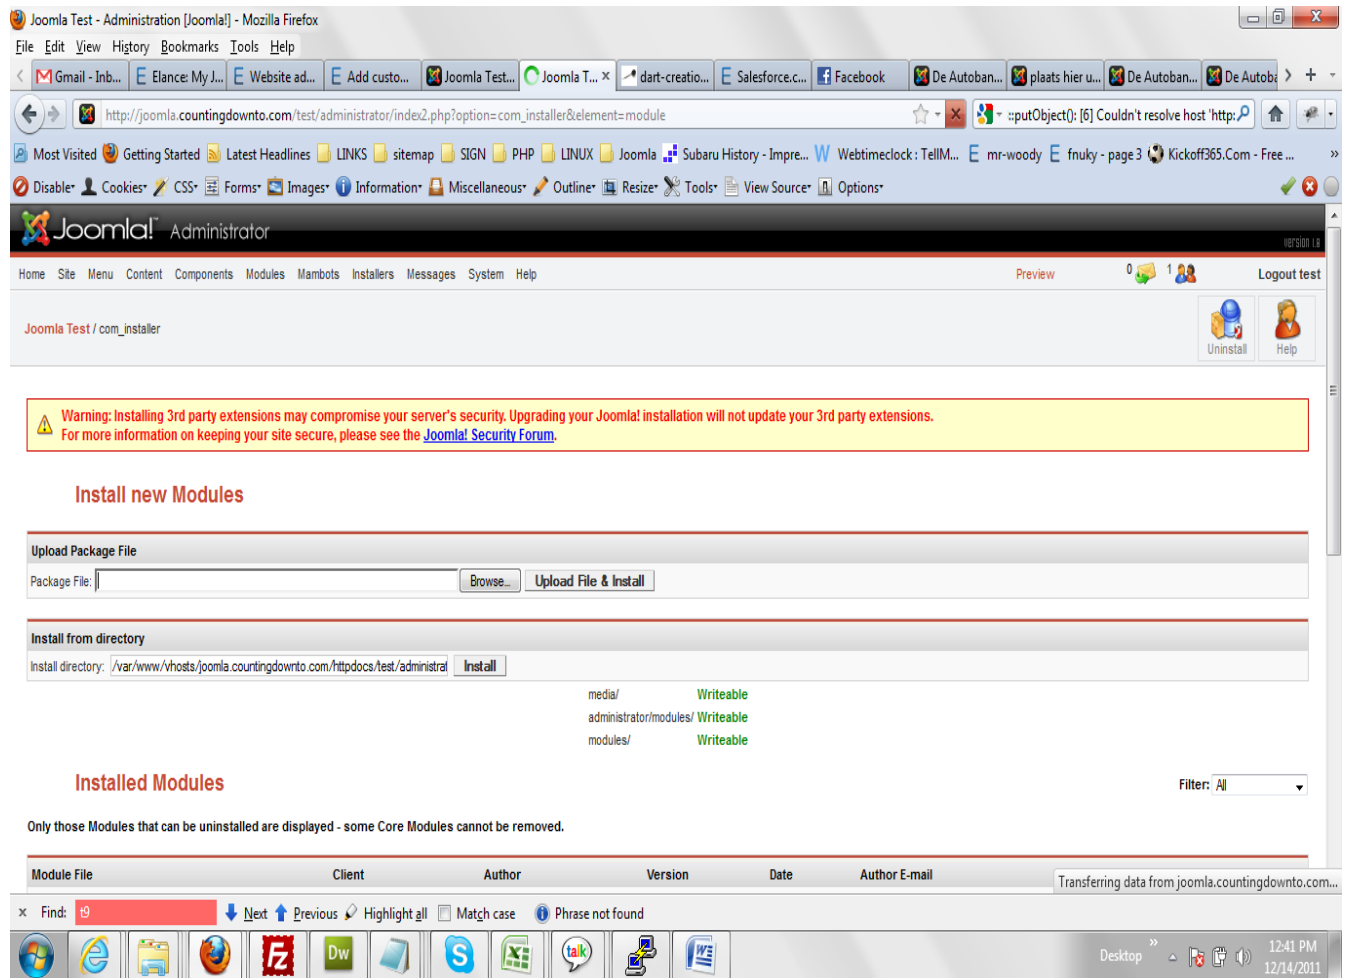 Joomla Test - Administration [Joomla!] - Mozilla Firefox
File Edit View History Bookmarks Tools Help
Gmail - Inb... Elance: My J... Website ad... Add custo... Joomla Test... Joomla T... dart-creatio... Salesforce.c... Facebook De Autoban... plaats hier u... De Autoban... De Autoba
http://joomla.countingdownto.com/test/administrator/index2.php?option=com_installer&element=module ::putObject(): [6] Couldn't resolve host 'http:
Most Visited Getting Started Latest Headlines LINKS sitemap SIGN PHP LINUX Joomla Subaru History - Impre... Webtimeclock : TellM... mr-woody fnuky - page 3 Kickoff365.Com - Free ... »
Disable Cookies CSS Forms Images Information Miscellaneous Outline Resize Tools View Source Options
Joomla! Administrator
version 1.0
Home Site Menu Content Components Modules Mambots Installers Messages System Help Preview 0 1 Logout test
Joomla Test / com_installer
Uninstall Help
Warning: Installing 3rd party extensions may compromise your server's security. Upgrading your Joomla! installation will not update your 3rd party extensions.
For more information on keeping your site secure, please see the Joomla! Security Forum.
Install new Modules
Upload Package File
Package File: Browse... Upload File & Install
Install from directory
Install directory: /var/www/vhosts/joomla.countingdownto.com/httpdocs/test/administrat Install
media/ Writeable
administrator/modules/ Writeable
modules/ Writeable
Installed Modules
Filter: All
Only those Modules that can be uninstalled are displayed - some Core Modules cannot be removed.
Module File Client Author Version Date Author E-mail
Transferring data from joomla.countingdownto.com...
x Find: t9 Next Previous Highlight all Match case Phrase not found
Dw talk Desktop » 12:41 PM
12/14/2011